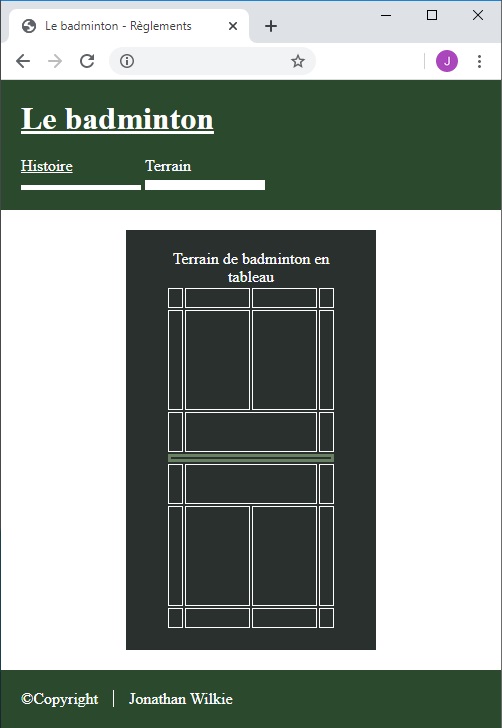 Le badminton - Règlements
J
Le badminton
Histoire Terrain
Terrain de badminton en
tableau
©Copyright Jonathan Wilkie